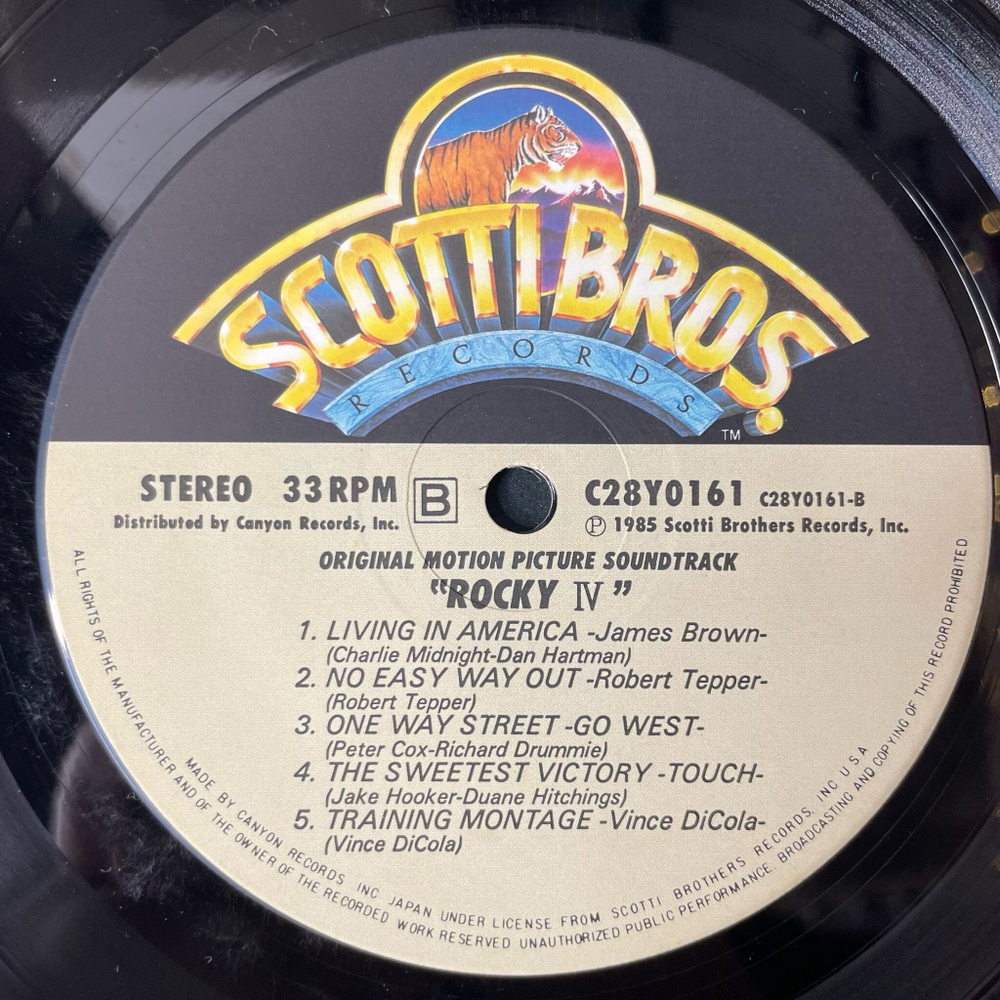 SCOTTI BROS.
RECORDS
TM
STEREO 33 RPM B C28Y0161 C28Y0161-B
Distributed by Canyon Records, Inc. Ⓟ 1985 Scotti Brothers Records, Inc.
ORIGINAL MOTION PICTURE SOUNDTRACK
“ROCKY Ⅳ”
1. LIVING IN AMERICA -James Brown-
(Charlie Midnight-Dan Hartman)
2. NO EASY WAY OUT -Robert Tepper-
(Robert Tepper)
3. ONE WAY STREET -GO WEST-
(Peter Cox-Richard Drummie)
4. THE SWEETEST VICTORY -TOUCH-
(Jake Hooker-Duane Hitchings)
5. TRAINING MONTAGE -Vince DiCola-
(Vince DiCola)
MADE BY CANYON RECORDS, INC. JAPAN UNDER LICENSE FROM SCOTTI BROTHERS RECORDS, INC U.S.A
ALL RIGHTS OF THE MANUFACTURER AND OF THE OWNER OF THE RECORDED WORK RESERVED UNAUTHORIZED PUBLIC PERFORMANCE. BROADCASTING AND COPYING OF THIS RECORD PROHIBITED